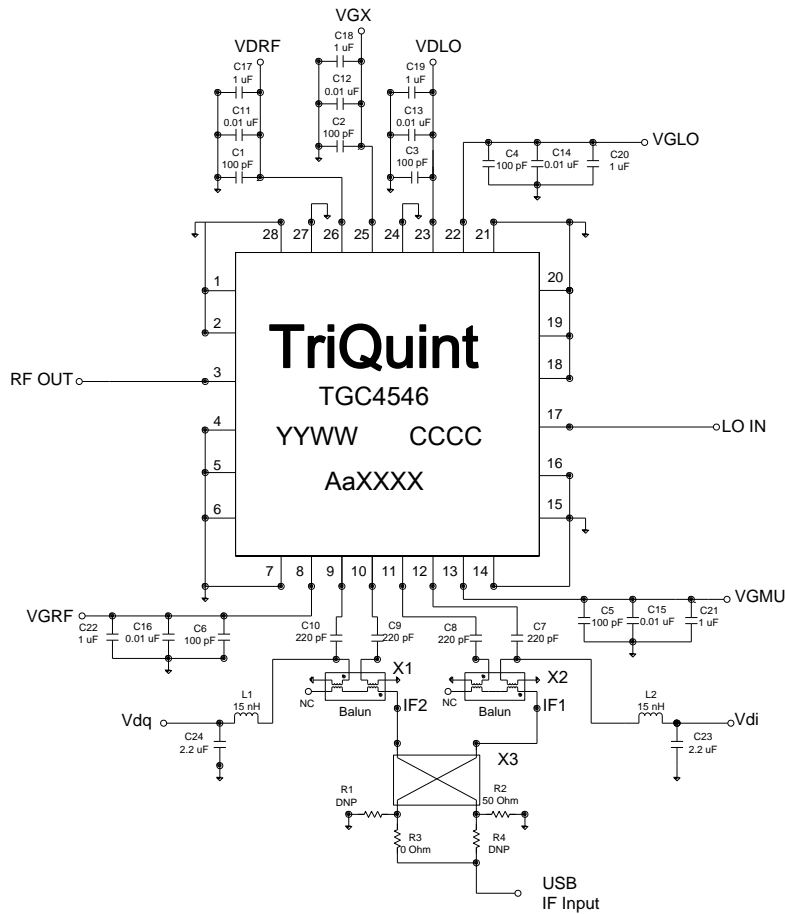 VGX
VDRF
VDLO
C18
1 uF
C17
1 uF
C19
1 uF
C12
0.01 uF
C11
0.01 uF
C13
0.01 uF
C2
100 pF
C1
100 pF
C3
100 pF
VGLO
C4
100 pF
C14
0.01 uF
C20
1 uF
28 27 26 25 24 23 22 21
1
2
RF OUT 3
4
5
6
20
19
18
17 LO IN
16
15
TriQuint
TGC4546
YYWW CCCC
AaXXXX
7 8 9 10 11 12 13 14
VGRF
C22
1 uF
C16
0.01 uF
C6
100 pF
C10
220 pF
C9
220 pF
C8
220 pF
C7
220 pF
VGMU
C5
100 pF
C15
0.01 uF
C21
1 uF
X1
X2
NC
Balun
IF2
NC
Balun
IF1
L1
15 nH
Vdq
C24
2.2 uF
L2
15 nH
Vdi
C23
2.2 uF
X3
R1
DNP
R2
50 Ohm
R3
0 Ohm
R4
DNP
USB
IF Input